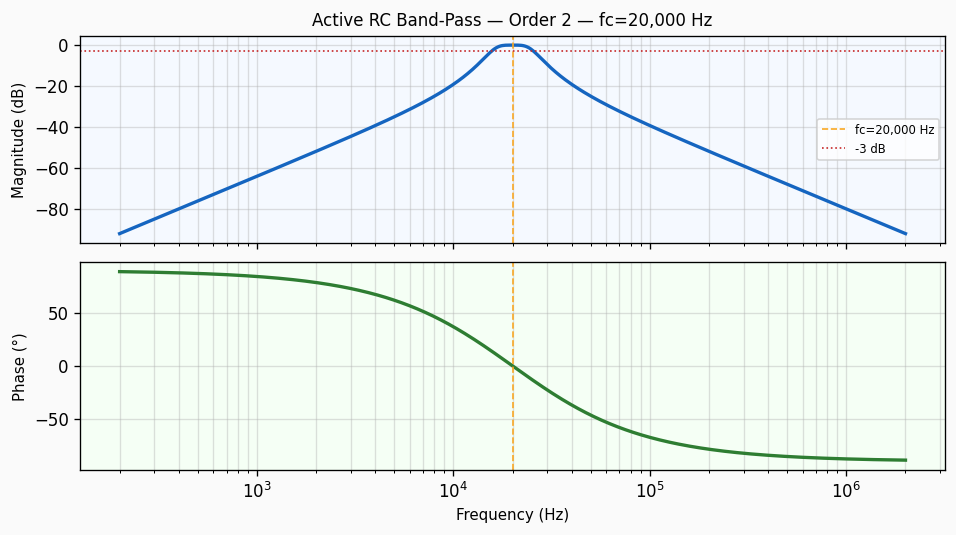 Active RC Band-Pass — Order 2 — fc=20,000 Hz
Magnitude (dB)
0
−20
−40
−60
−80
fc=20,000 Hz
-3 dB
Phase (°)
50
0
−50
10³
10⁴
10⁵
10⁶
Frequency (Hz)